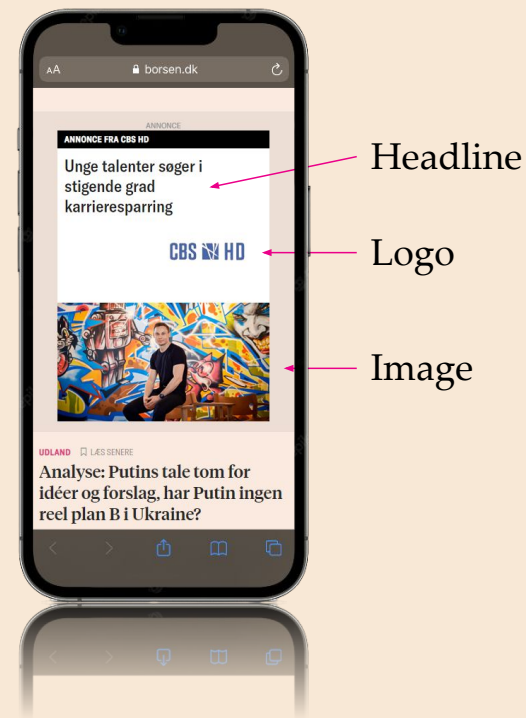 AA borsen.dk
ANNONCE
ANNONCE FRA CBS HD
Unge talenter søger i
stigende grad
karrieresparring
CBS HD
Headline
Logo
Image
UDLAND LÆS SENERE
Analyse: Putins tale tom for
idéer og forslag, har Putin ingen
reel plan B i Ukraine?